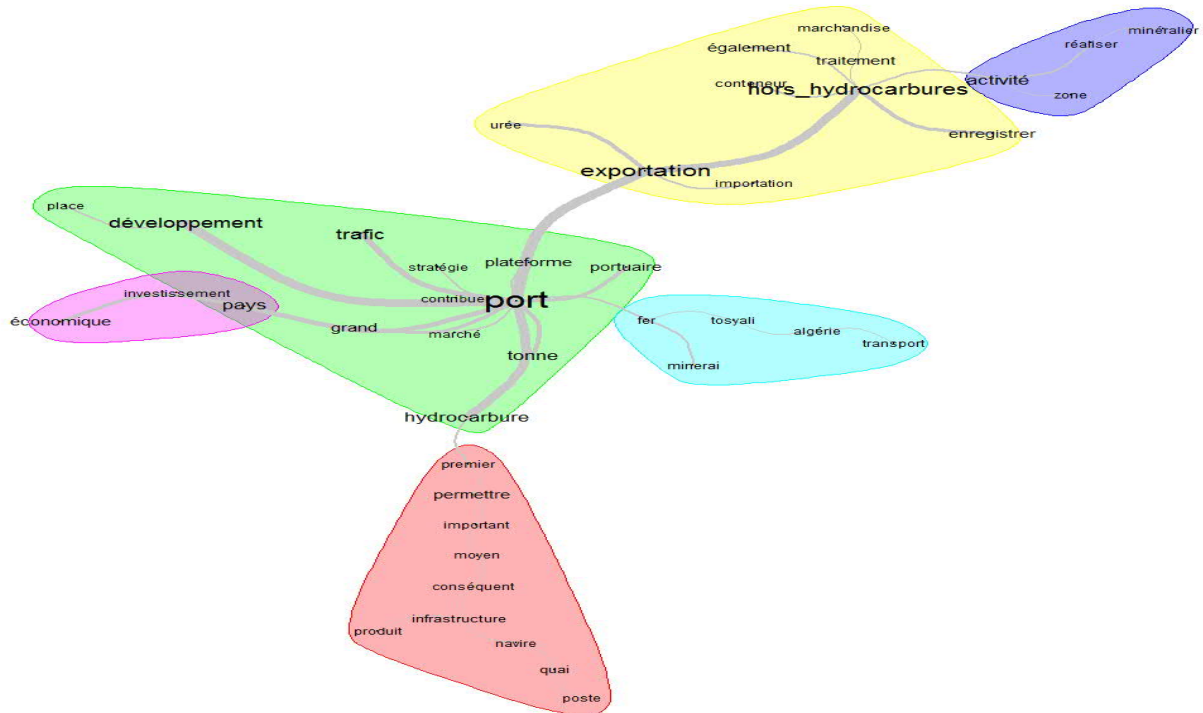 marchandise
minéralier
également
réaliser
traitement
activité
conteneur
hors_hydrocarbures
zone
urée
enregistrer
exportation
importation
place
développement
trafic
plateforme
stratégie
portuaire
investissement
contribue
port
pays
économique
grand
marché
fer
tosyali
algérie
transport
tonne
minerai
hydrocarbure
premier
permettre
important
moyen
conséquent
infrastructure
produit
navire
quai
poste